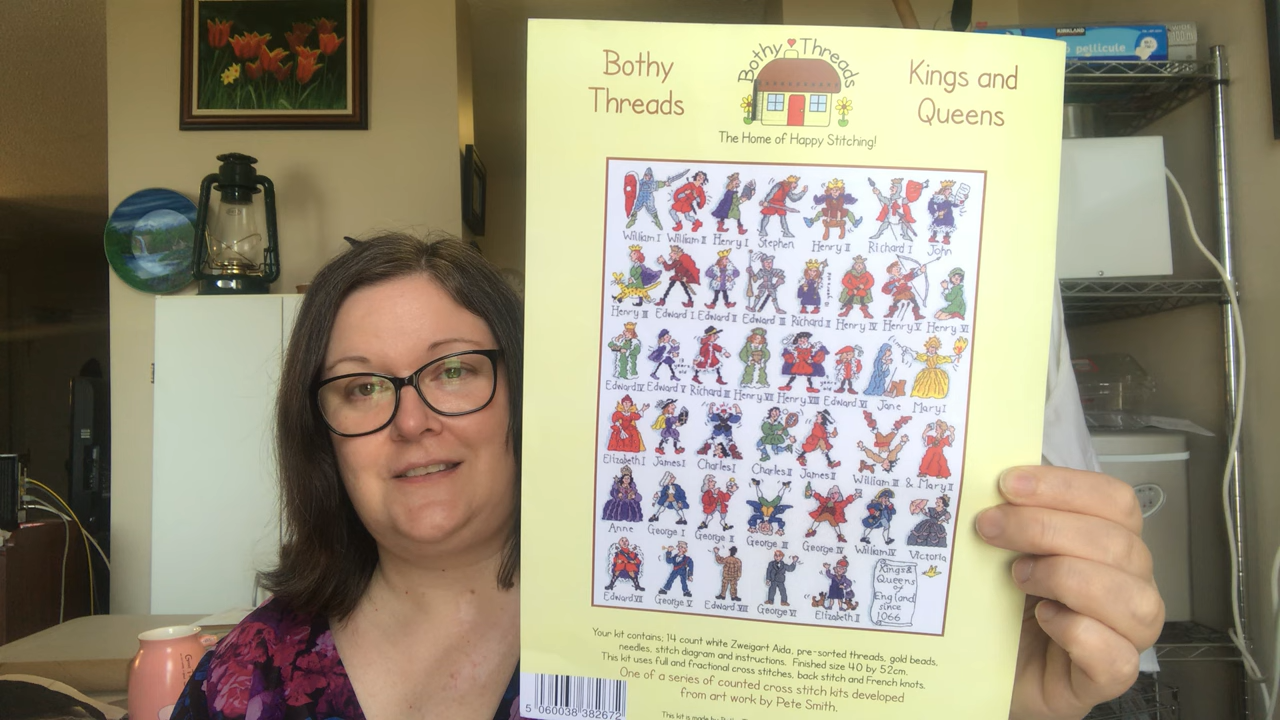 Bothy
Threads
Bothy Threads
The Home of Happy Stitching!
Kings and
Queens
William I William II Henry I Stephen Henry II Richard I John
Henry III Edward I Edward II Edward III Richard II Henry IV Henry V Henry VI
Edward IV Edward V Richard III Henry VII Henry VIII Edward VI Jane Mary I
Elizabeth I James I Charles I Charles II James II William III & Mary II
Anne George I George II George III George IV William IV Victoria
Edward VII George V Edward VIII George VI Elizabeth II
Kings &
Queens
of
England
since
1066
Your kit contains; 14 count white Zweigart Aida, pre-sorted threads, gold beads,
needles, stitch diagram and instructions. Finished size 40 by 52cm.
This kit uses full and fractional cross stitches, back stitch and French knots.
One of a series of counted cross stitch kits developed
from art work by Pete Smith.
This kit is made
5 060038 382672
KIRKLAND
pellicule